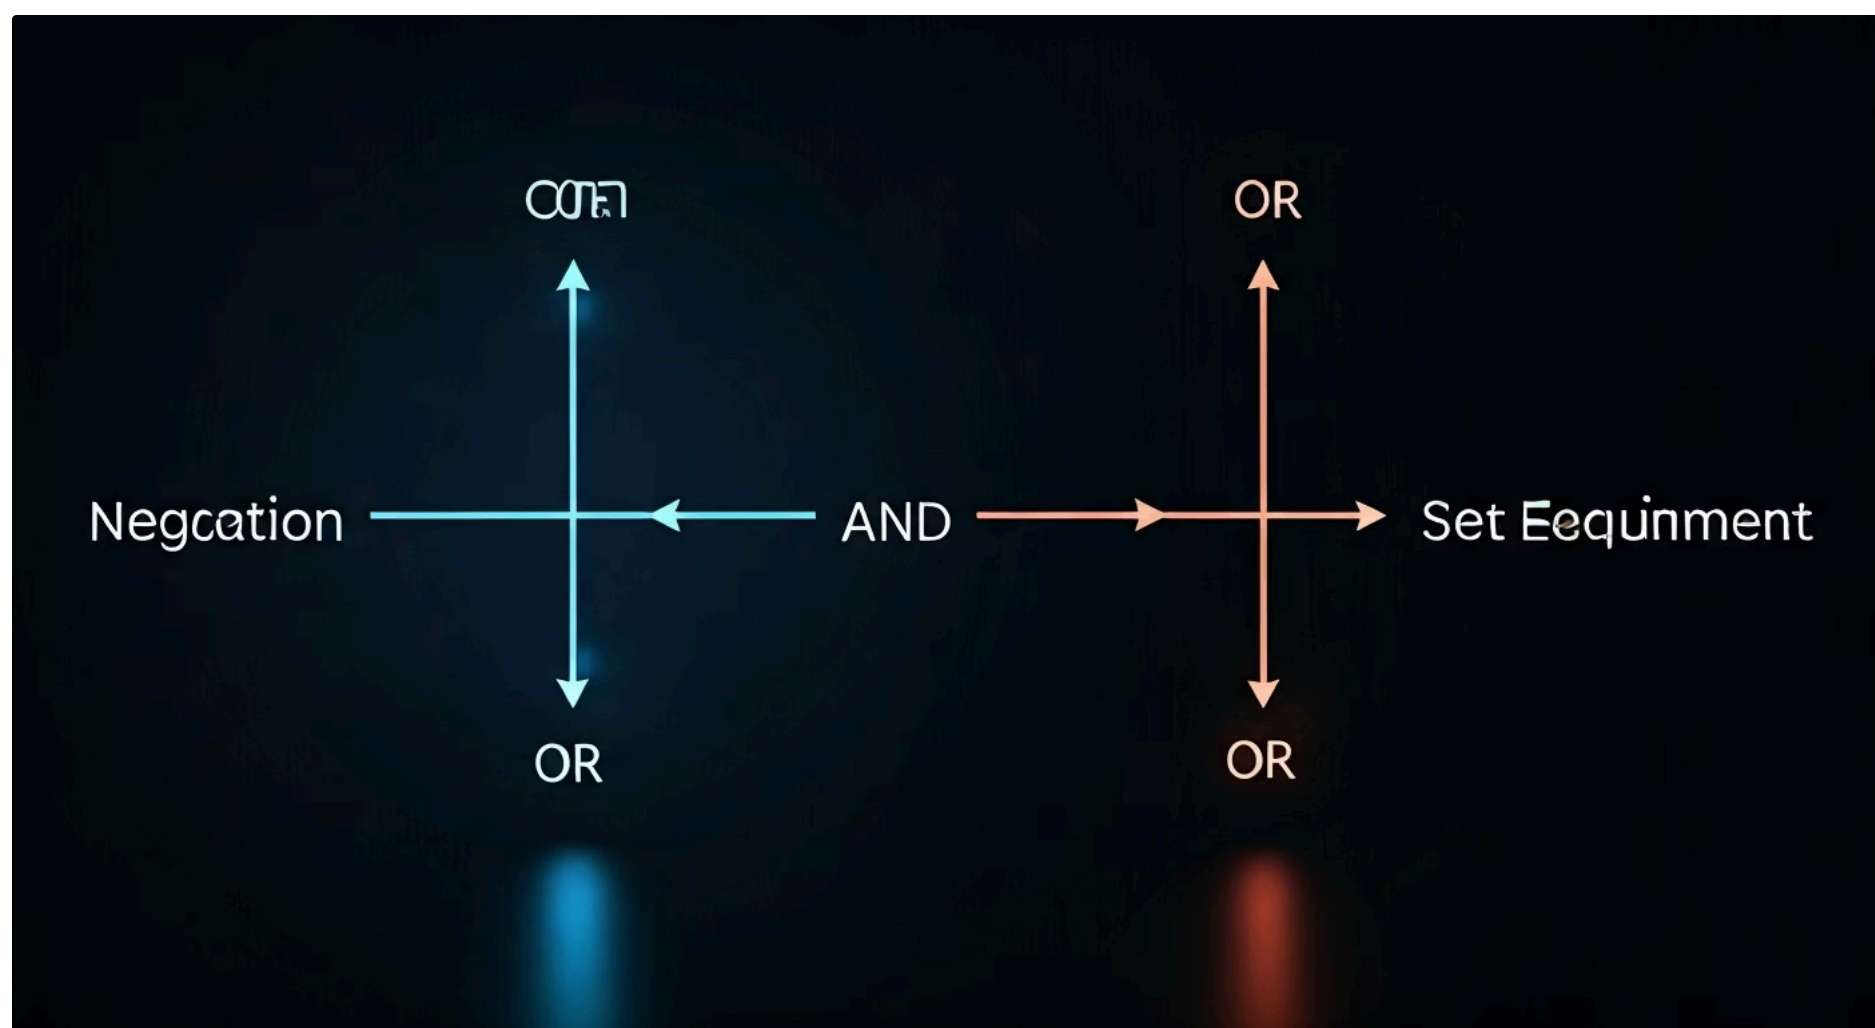 OR
Negcation AND Set Eequinment
OR OR